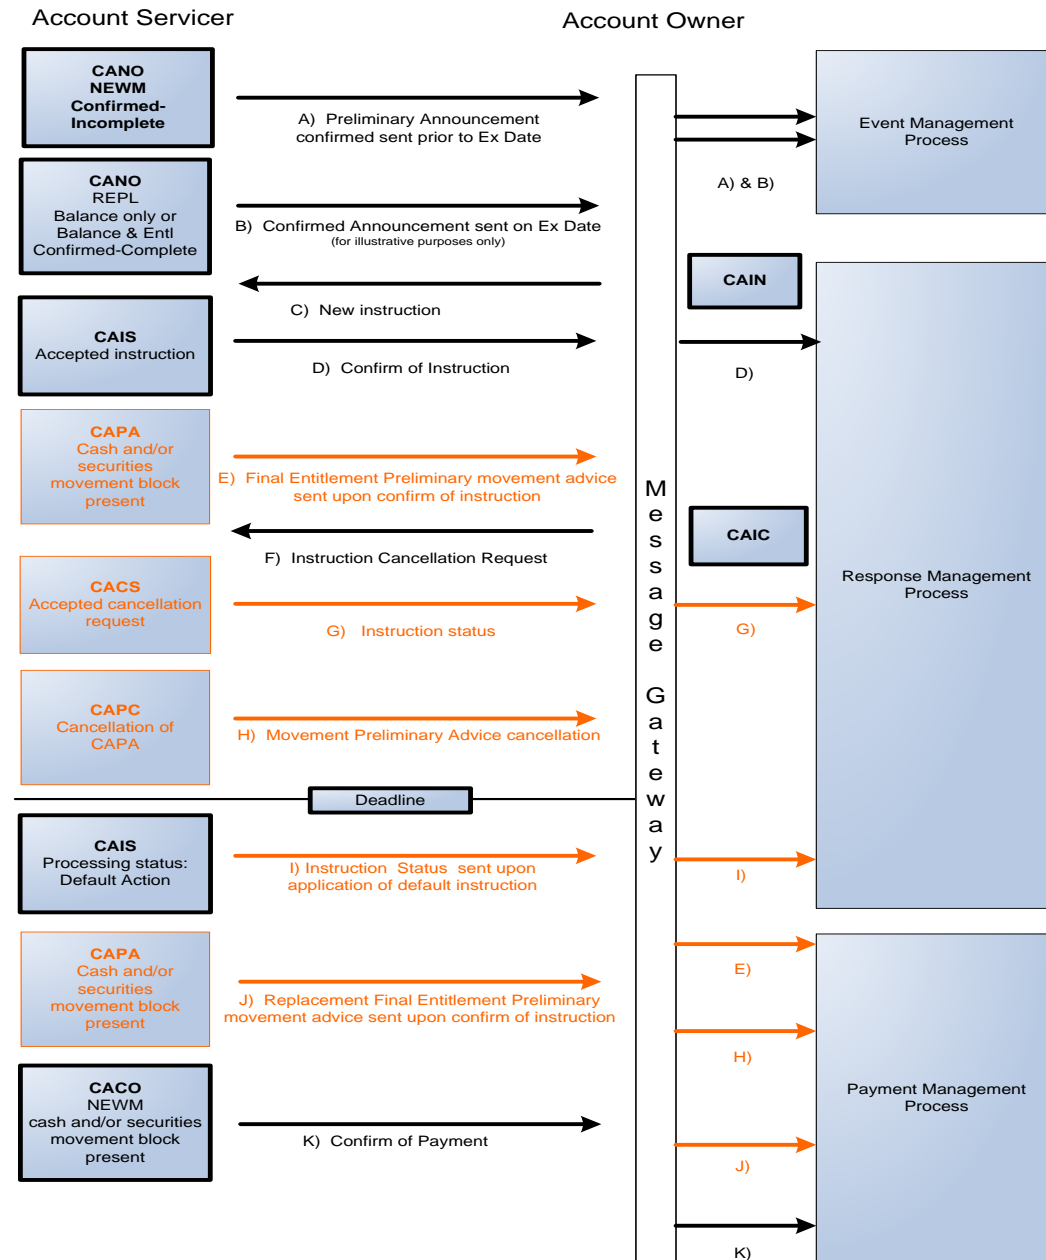 Account Servicer
Account Owner
CANO
NEWM
Confirmed-
Incomplete
A) Preliminary Announcement
confirmed sent prior to Ex Date
Event Management
Process
A) & B)
CANO
REPL
Balance only or
Balance & Entl
Confirmed-Complete
B) Confirmed Announcement sent on Ex Date
(for illustrative purposes only)
CAIN
C) New instruction
CAIS
Accepted instruction
D) Confirm of Instruction
D)
CAPA
Cash and/or
securities
movement block
present
E) Final Entitlement Preliminary movement advice
sent upon confirm of instruction
Message Gateway
CAIC
F) Instruction Cancellation Request
Response Management
Process
CACS
Accepted cancellation
request
G) Instruction status
G)
CAPC
Cancellation of
CAPA
H) Movement Preliminary Advice cancellation
Deadline
CAIS
Processing status:
Default Action
I) Instruction Status sent upon
application of default instruction
I)
CAPA
Cash and/or
securities
movement block
present
J) Replacement Final Entitlement Preliminary
movement advice sent upon confirm of instruction
E)
H)
Payment Management
Process
CACO
NEWM
cash and/or securities
movement block
present
K) Confirm of Payment
J)
K)